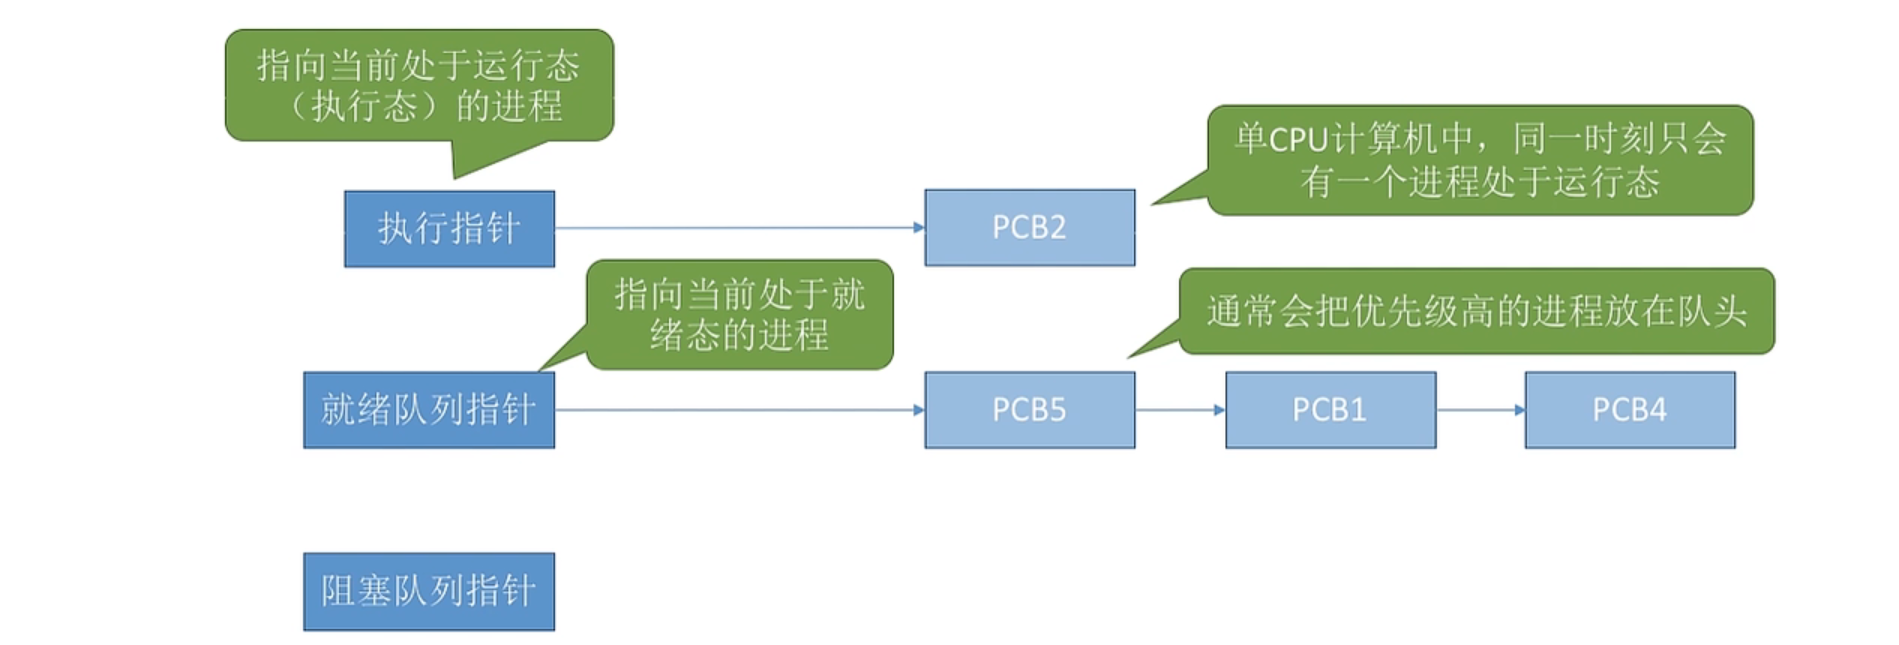 指向当前处于运行态
（执行态）的进程
单CPU计算机中，同一时刻只会
有一个进程处于运行态
执行指针
PCB2
指向当前处于就
绪态的进程
通常会把优先级高的进程放在队头
就绪队列指针
PCB5
PCB1
PCB4
阻塞队列指针